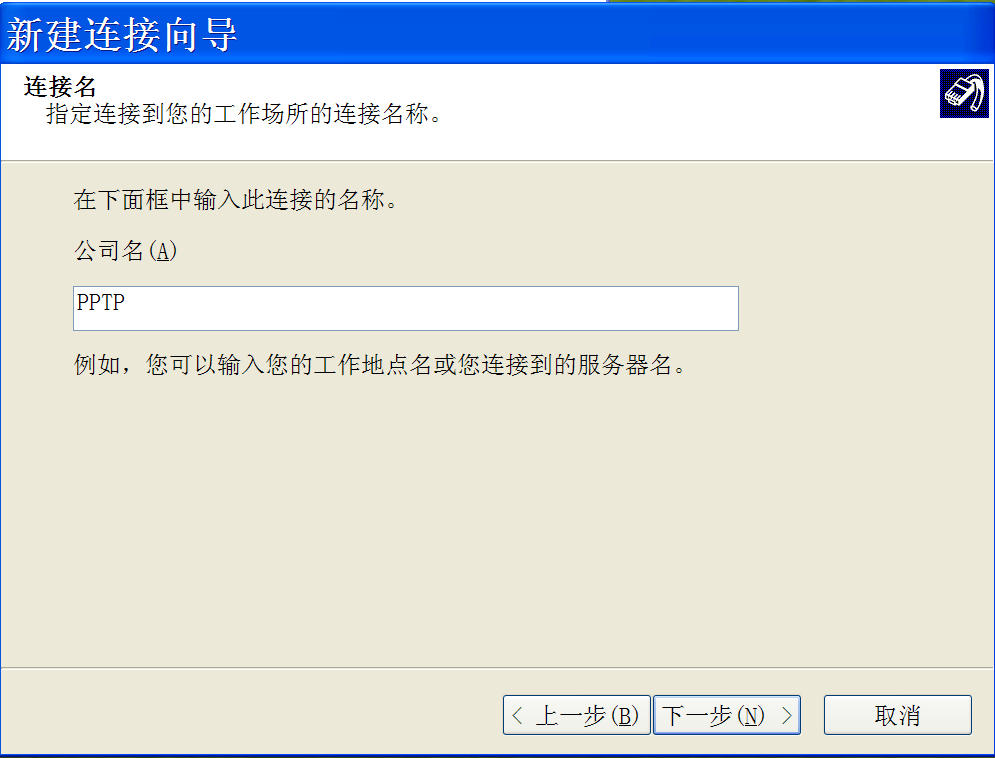 新建连接向导
连接名
指定连接到您的工作场所的连接名称。
在下面框中输入此连接的名称。
公司名(A)
PPTP
例如，您可以输入您的工作地点名或您连接到的服务器名。
< 上一步(B) 下一步(N) > 取消